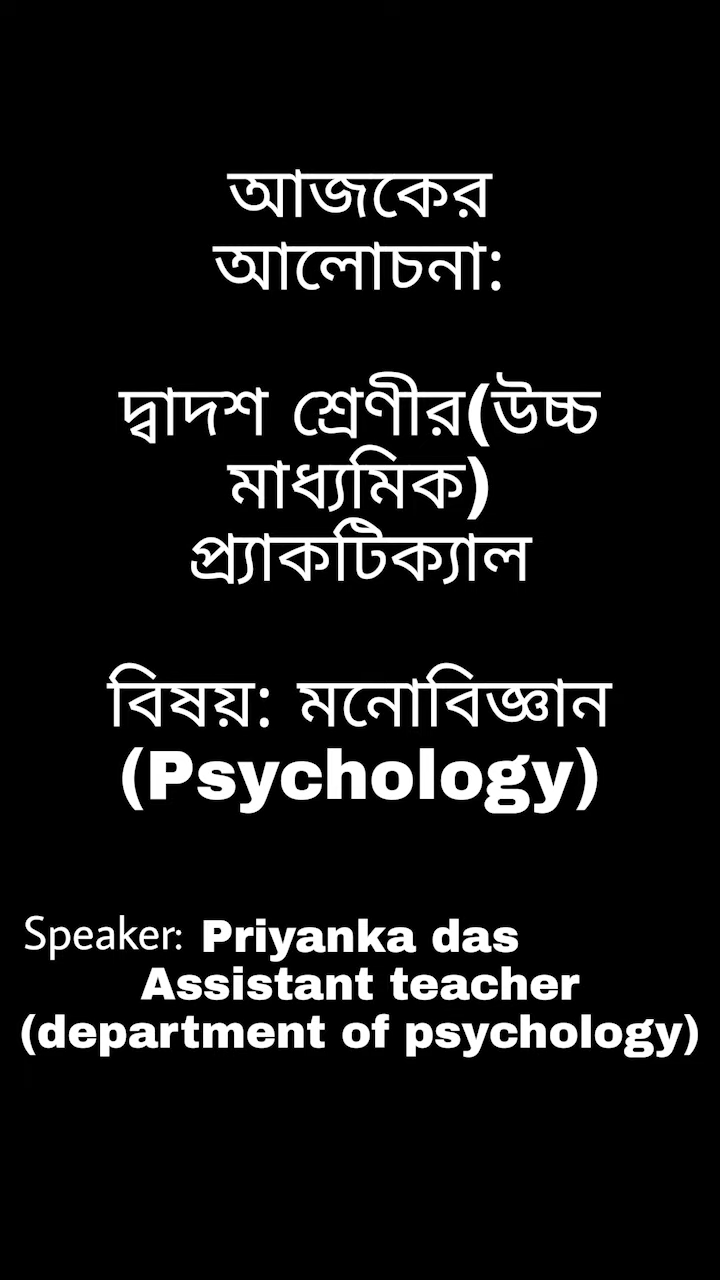 আজকের
আলোচনা:
দ্বাদশ শ্রেণীর(উচ্চ
মাধ্যমিক)
প্র্যাকটিক্যাল
বিষয়: মনোবিজ্ঞান
(Psychology)
Speaker: Priyanka das
Assistant teacher
(department of psychology)